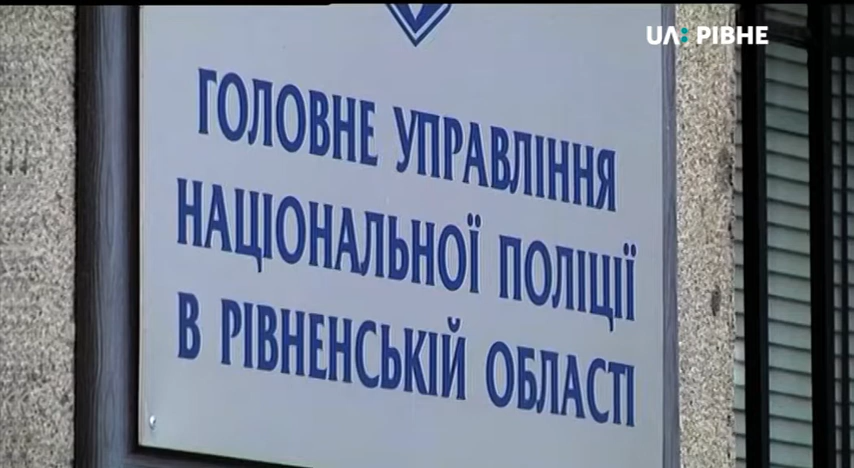 UA: РІВНЕ
ГОЛОВНЕ УПРАВЛІННЯ
НАЦІОНАЛЬНОЇ ПОЛІЦІЇ
В РІВНЕНСЬКІЙ ОБЛАСТІ